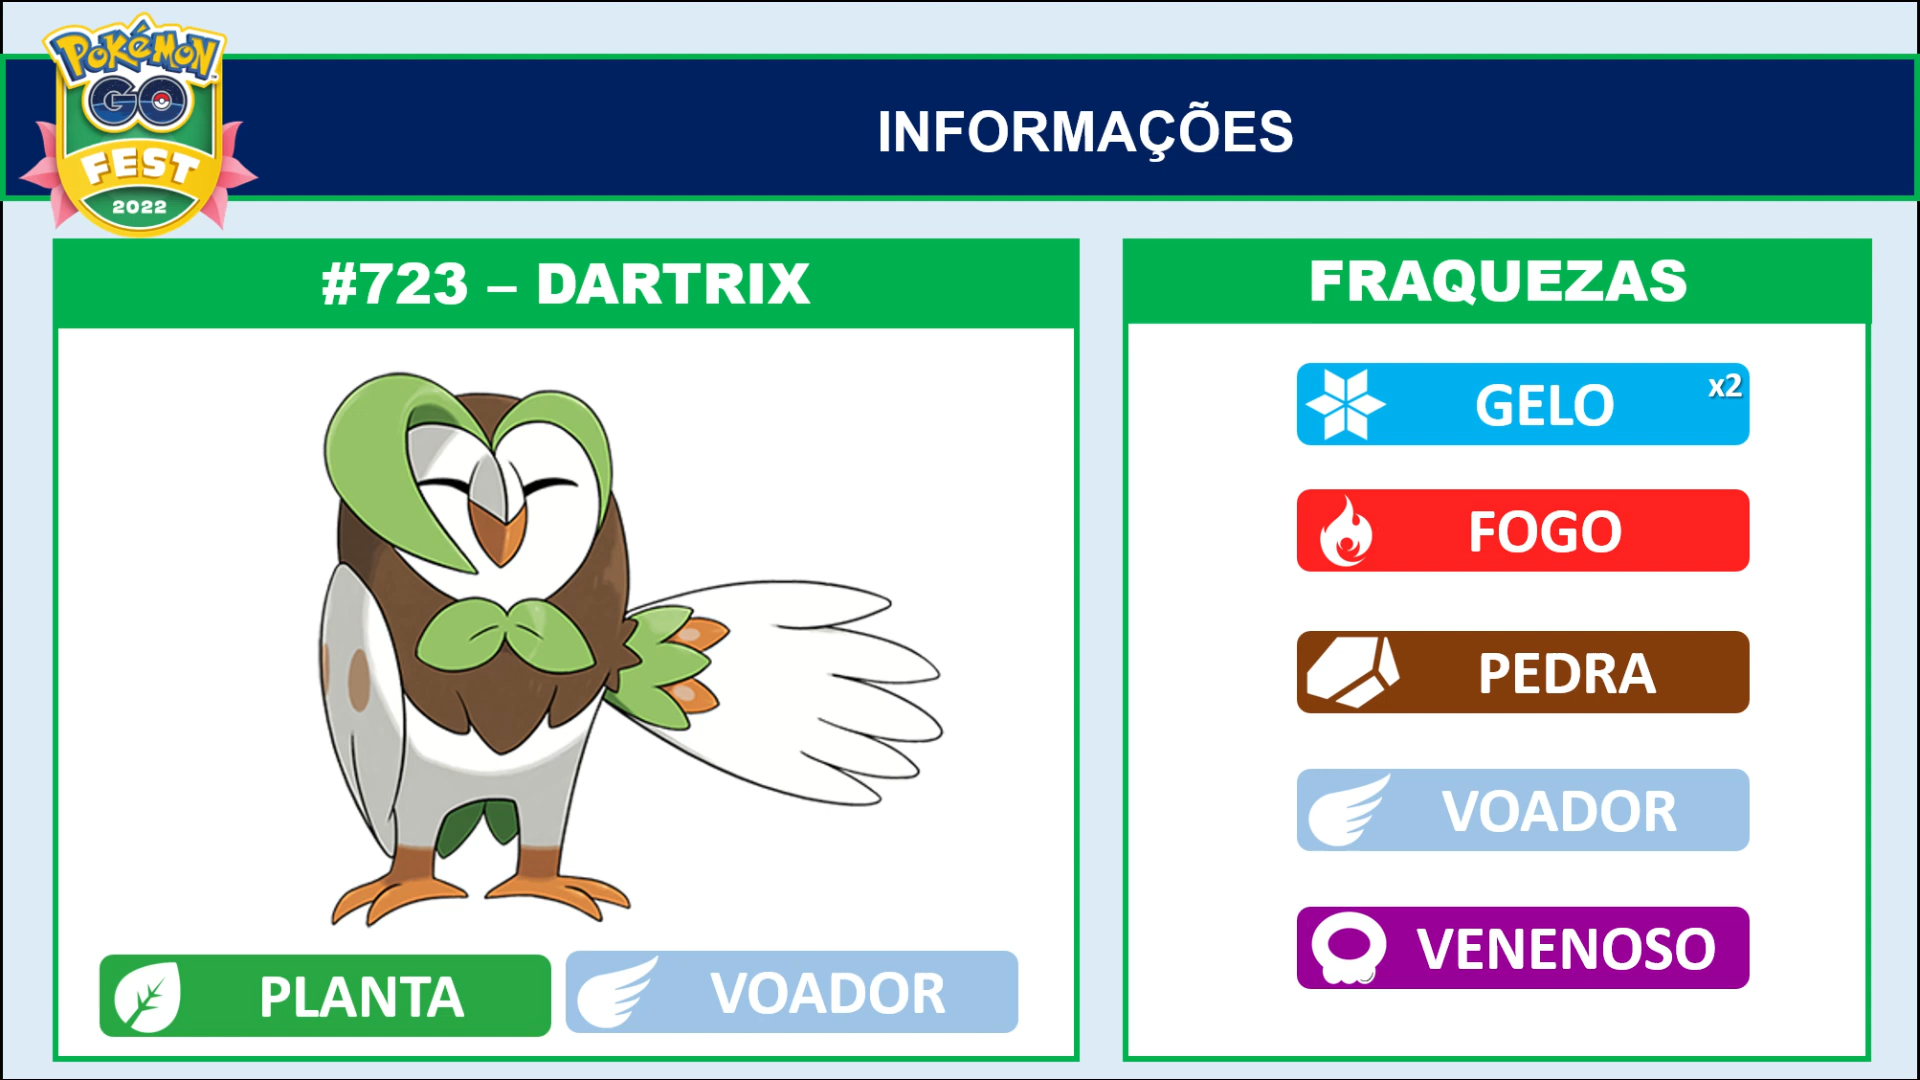 POKÉMON
GO
FEST
2022
INFORMAÇÕES
#723 – DARTRIX
PLANTA
VOADOR
FRAQUEZAS
GELO x2
FOGO
PEDRA
VOADOR
VENENOSO